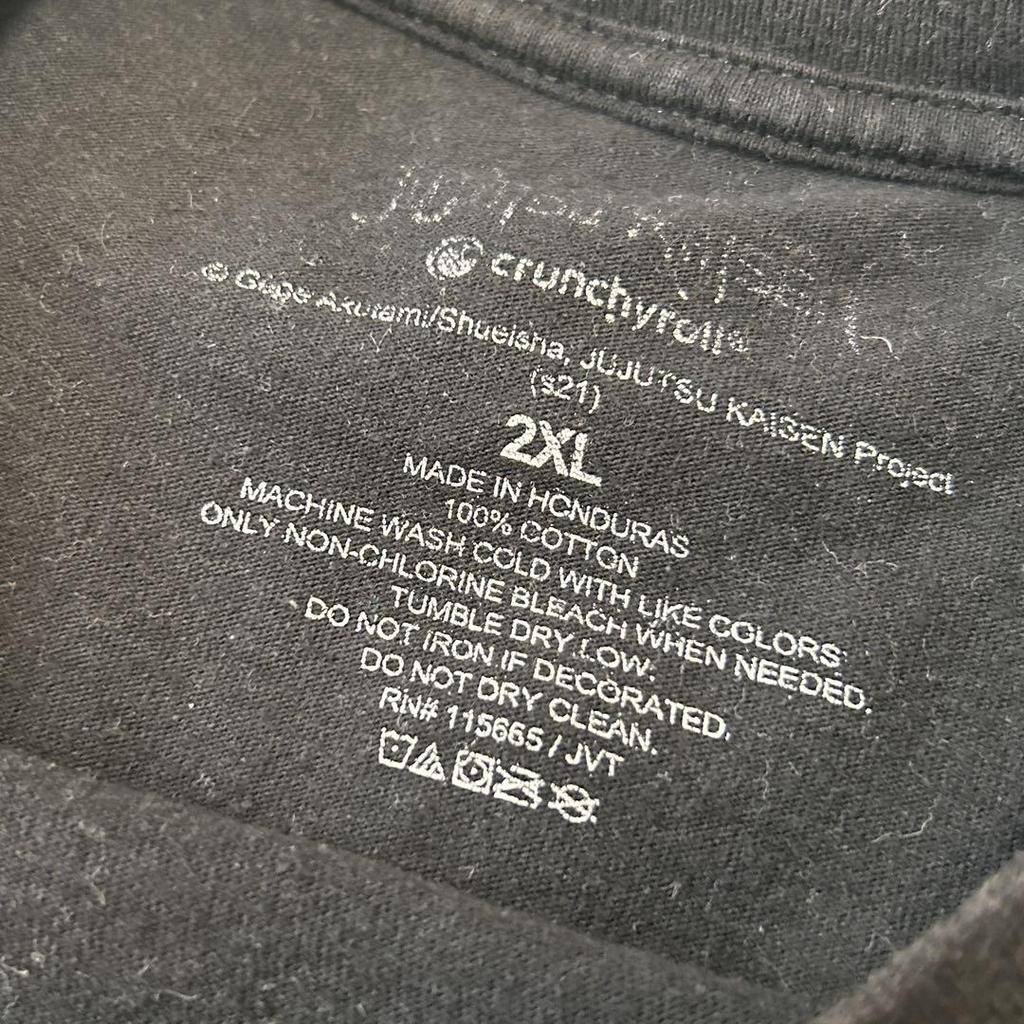 crunchyroll®
© Gege Akutami/Shueisha, JUJUTSU KAISEN Project
(s21)
2XL
MADE IN HONDURAS
100% COTTON
MACHINE WASH COLD WITH LIKE COLORS.
ONLY NON-CHLORINE BLEACH WHEN NEEDED.
TUMBLE DRY LOW.
DO NOT IRON IF DECORATED.
DO NOT DRY CLEAN.
RN# 115665 / JVT